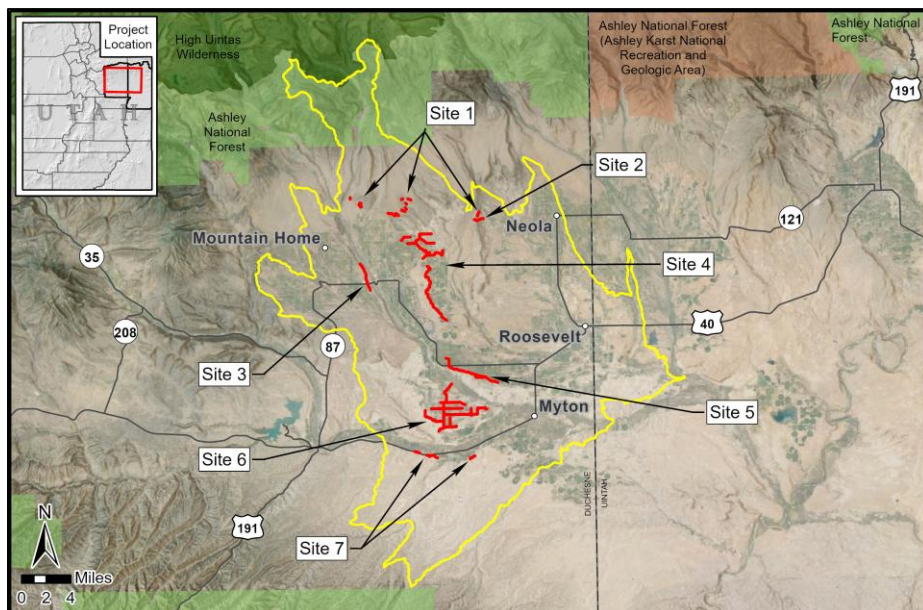 Project
Location
UTAH
High Uintas
Wilderness
Ashley
National
Forest
Ashley National Forest
(Ashley Karst National
Recreation and
Geologic Area)
Ashley National
Forest
191
Site 1
Site 2
Neola
121
Mountain Home
35
Site 4
Site 3
208
87
Roosevelt
40
Site 5
Myton
Site 6
Site 7
191
DUCHESNE
UINTAH
N
Miles
0 2 4